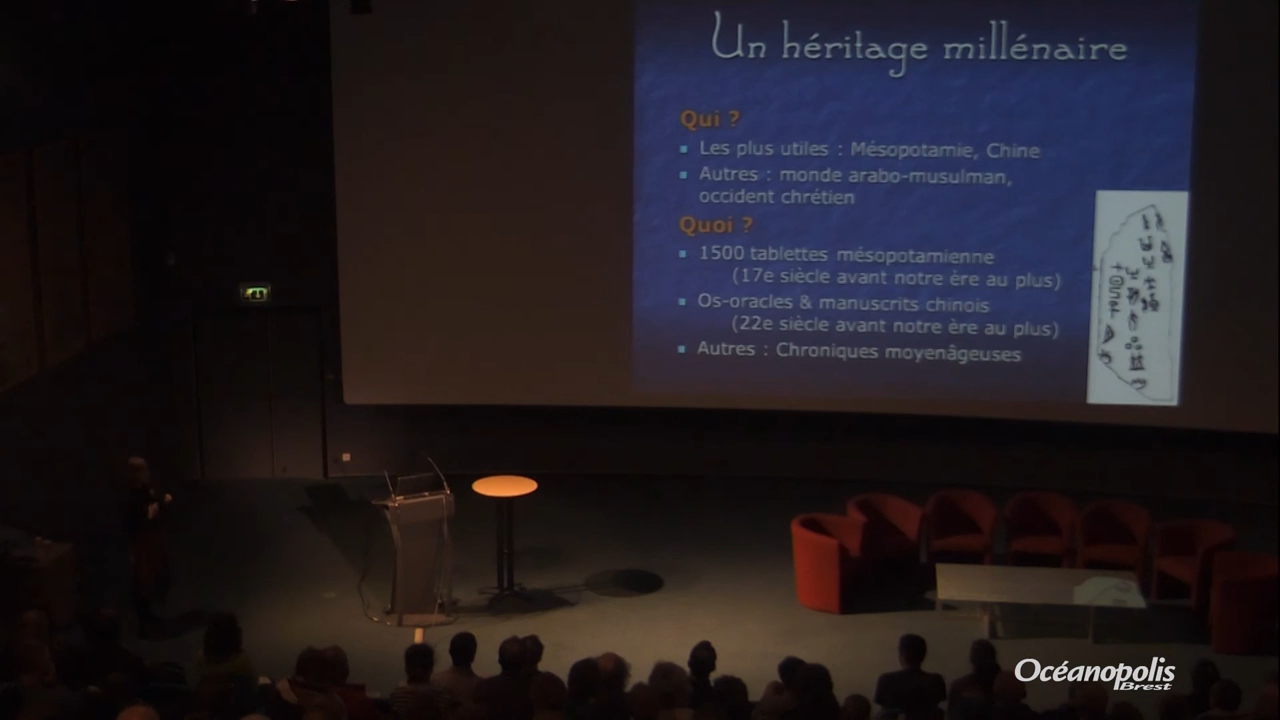 Un héritage millénaire
Qui ?
Les plus utiles : Mésopotamie, Chine
Autres : monde arabo-musulman,
occident chrétien
Quoi ?
1500 tablettes mésopotamienne
(17e siècle avant notre ère au plus)
Os-oracles & manuscrits chinois
(22e siècle avant notre ère au plus)
Autres : Chroniques moyenâgeuses
Océanopolis
Brest